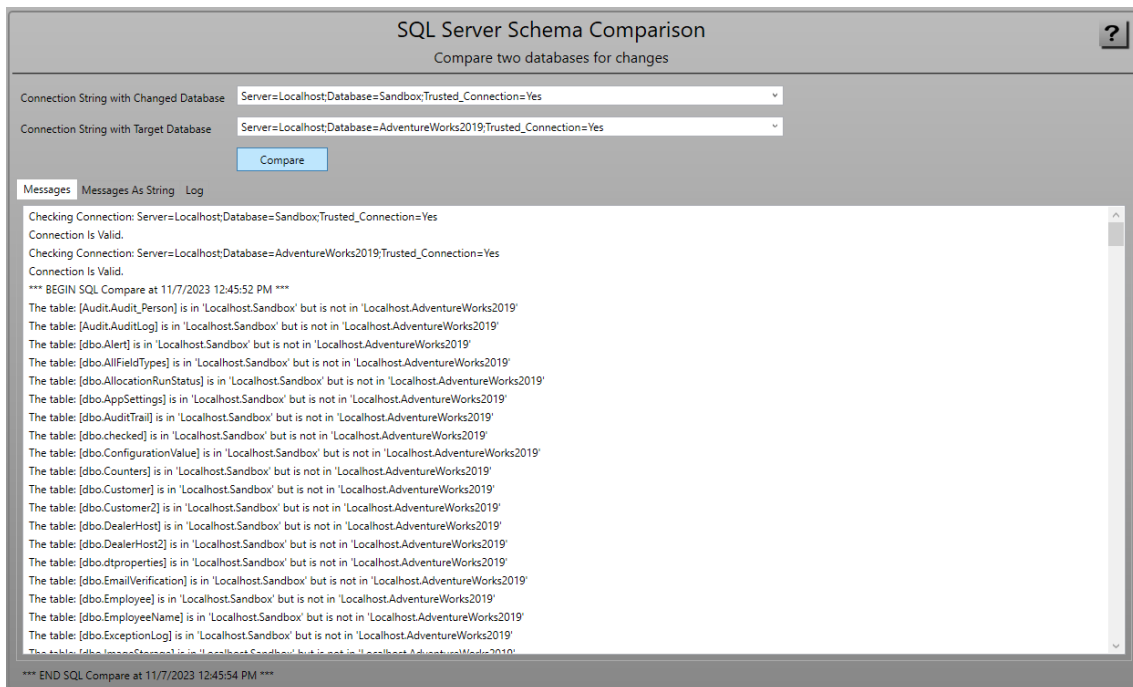 SQL Server Schema Comparison
?
Compare two databases for changes
Connection String with Changed Database Server=Localhost;Database=Sandbox;Trusted_Connection=Yes
Connection String with Target Database Server=Localhost;Database=AdventureWorks2019;Trusted_Connection=Yes
Compare
Messages Messages As String Log
Checking Connection: Server=Localhost;Database=Sandbox;Trusted_Connection=Yes
Connection Is Valid.
Checking Connection: Server=Localhost;Database=AdventureWorks2019;Trusted_Connection=Yes
Connection Is Valid.
*** BEGIN SQL Compare at 11/7/2023 12:45:52 PM ***
The table: [Audit.Audit_Person] is in 'Localhost.Sandbox' but is not in 'Localhost.AdventureWorks2019'
The table: [Audit.AuditLog] is in 'Localhost.Sandbox' but is not in 'Localhost.AdventureWorks2019'
The table: [dbo.Alert] is in 'Localhost.Sandbox' but is not in 'Localhost.AdventureWorks2019'
The table: [dbo.AllFieldTypes] is in 'Localhost.Sandbox' but is not in 'Localhost.AdventureWorks2019'
The table: [dbo.AllocationRunStatus] is in 'Localhost.Sandbox' but is not in 'Localhost.AdventureWorks2019'
The table: [dbo.AppSettings] is in 'Localhost.Sandbox' but is not in 'Localhost.AdventureWorks2019'
The table: [dbo.AuditTrail] is in 'Localhost.Sandbox' but is not in 'Localhost.AdventureWorks2019'
The table: [dbo.checked] is in 'Localhost.Sandbox' but is not in 'Localhost.AdventureWorks2019'
The table: [dbo.ConfigurationValue] is in 'Localhost.Sandbox' but is not in 'Localhost.AdventureWorks2019'
The table: [dbo.Counters] is in 'Localhost.Sandbox' but is not in 'Localhost.AdventureWorks2019'
The table: [dbo.Customer] is in 'Localhost.Sandbox' but is not in 'Localhost.AdventureWorks2019'
The table: [dbo.Customer2] is in 'Localhost.Sandbox' but is not in 'Localhost.AdventureWorks2019'
The table: [dbo.DealerHost] is in 'Localhost.Sandbox' but is not in 'Localhost.AdventureWorks2019'
The table: [dbo.DealerHost2] is in 'Localhost.Sandbox' but is not in 'Localhost.AdventureWorks2019'
The table: [dbo.dtproperties] is in 'Localhost.Sandbox' but is not in 'Localhost.AdventureWorks2019'
The table: [dbo.EmailVerification] is in 'Localhost.Sandbox' but is not in 'Localhost.AdventureWorks2019'
The table: [dbo.Employee] is in 'Localhost.Sandbox' but is not in 'Localhost.AdventureWorks2019'
The table: [dbo.EmployeeName] is in 'Localhost.Sandbox' but is not in 'Localhost.AdventureWorks2019'
The table: [dbo.ExceptionLog] is in 'Localhost.Sandbox' but is not in 'Localhost.AdventureWorks2019'
The table: [dbo.ImageStorage] is in 'Localhost.Sandbox' but is not in 'Localhost.AdventureWorks2019'
*** END SQL Compare at 11/7/2023 12:45:54 PM ***